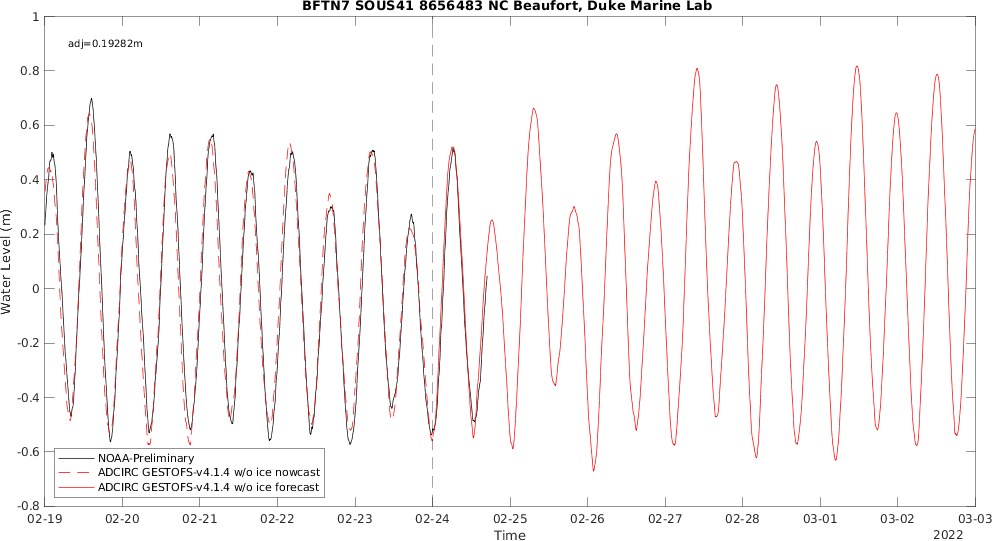 BFTN7 SOUS41 8656483 NC Beaufort, Duke Marine Lab
adj=0.19282m
Water Level (m)
1
0.8
0.6
0.4
0.2
0
-0.2
-0.4
-0.6
-0.8
NOAA-Preliminary
ADCIRC GESTOFS-v4.1.4 w/o ice nowcast
ADCIRC GESTOFS-v4.1.4 w/o ice forecast
02-19 02-20 02-21 02-22 02-23 02-24 02-25 02-26 02-27 02-28 03-01 03-02 03-03
Time
2022